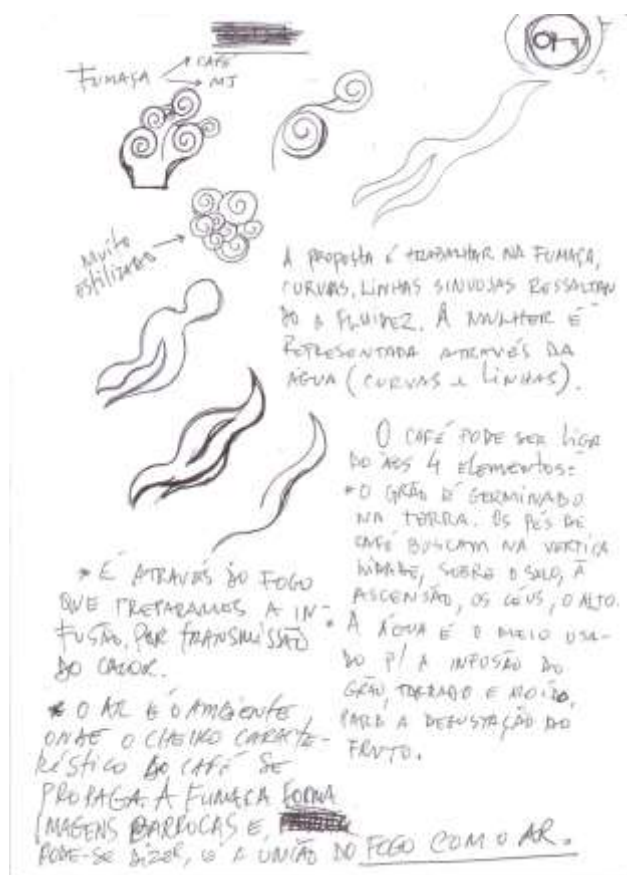 FUMAÇA
CAFÉ
MJ
Muito
estilizado
A PROPOSTA É TRABALHAR NA FUMAÇA,
CURVAS, LINHAS SINUOSAS RESSALTAN
DO A FLUIDEZ. A MULHER É
REPRESENTADA ATRAVÉS DA
ÁGUA (CURVAS e LINHAS).
O CAFÉ PODE SER LIGA
DO AOS 4 ELEMENTOS:
* O GRÃO É GERMINADO
NA TERRA. OS PÉS DE
CAFÉ BUSCAM NA VERTICA
LIDADE, SOBRE O SOLO, À
ASCENSÃO, OS CÉUS, O ALTO.
* A ÁGUA É O MEIO USA-
DO P/ A INFUSÃO DO
GRÃO, TORRADO E MOÍDO,
PARA A DEGUSTAÇÃO DO
FRUTO.
* É ATRAVÉS DO FOGO
QUE PREPARAMOS A IN-
FUSÃO, POR TRANSMISSÃO
DO CALOR.
* O AR É O AMBIENTE
ONDE O CHEIRO CARACTE-
RÍSTICO DO CAFÉ SE
PROPAGA. A FUMAÇA FORMA
IMAGENS BARROCAS E,
PODE-SE DIZER, é A UNIÃO DO FOGO COM O AR.